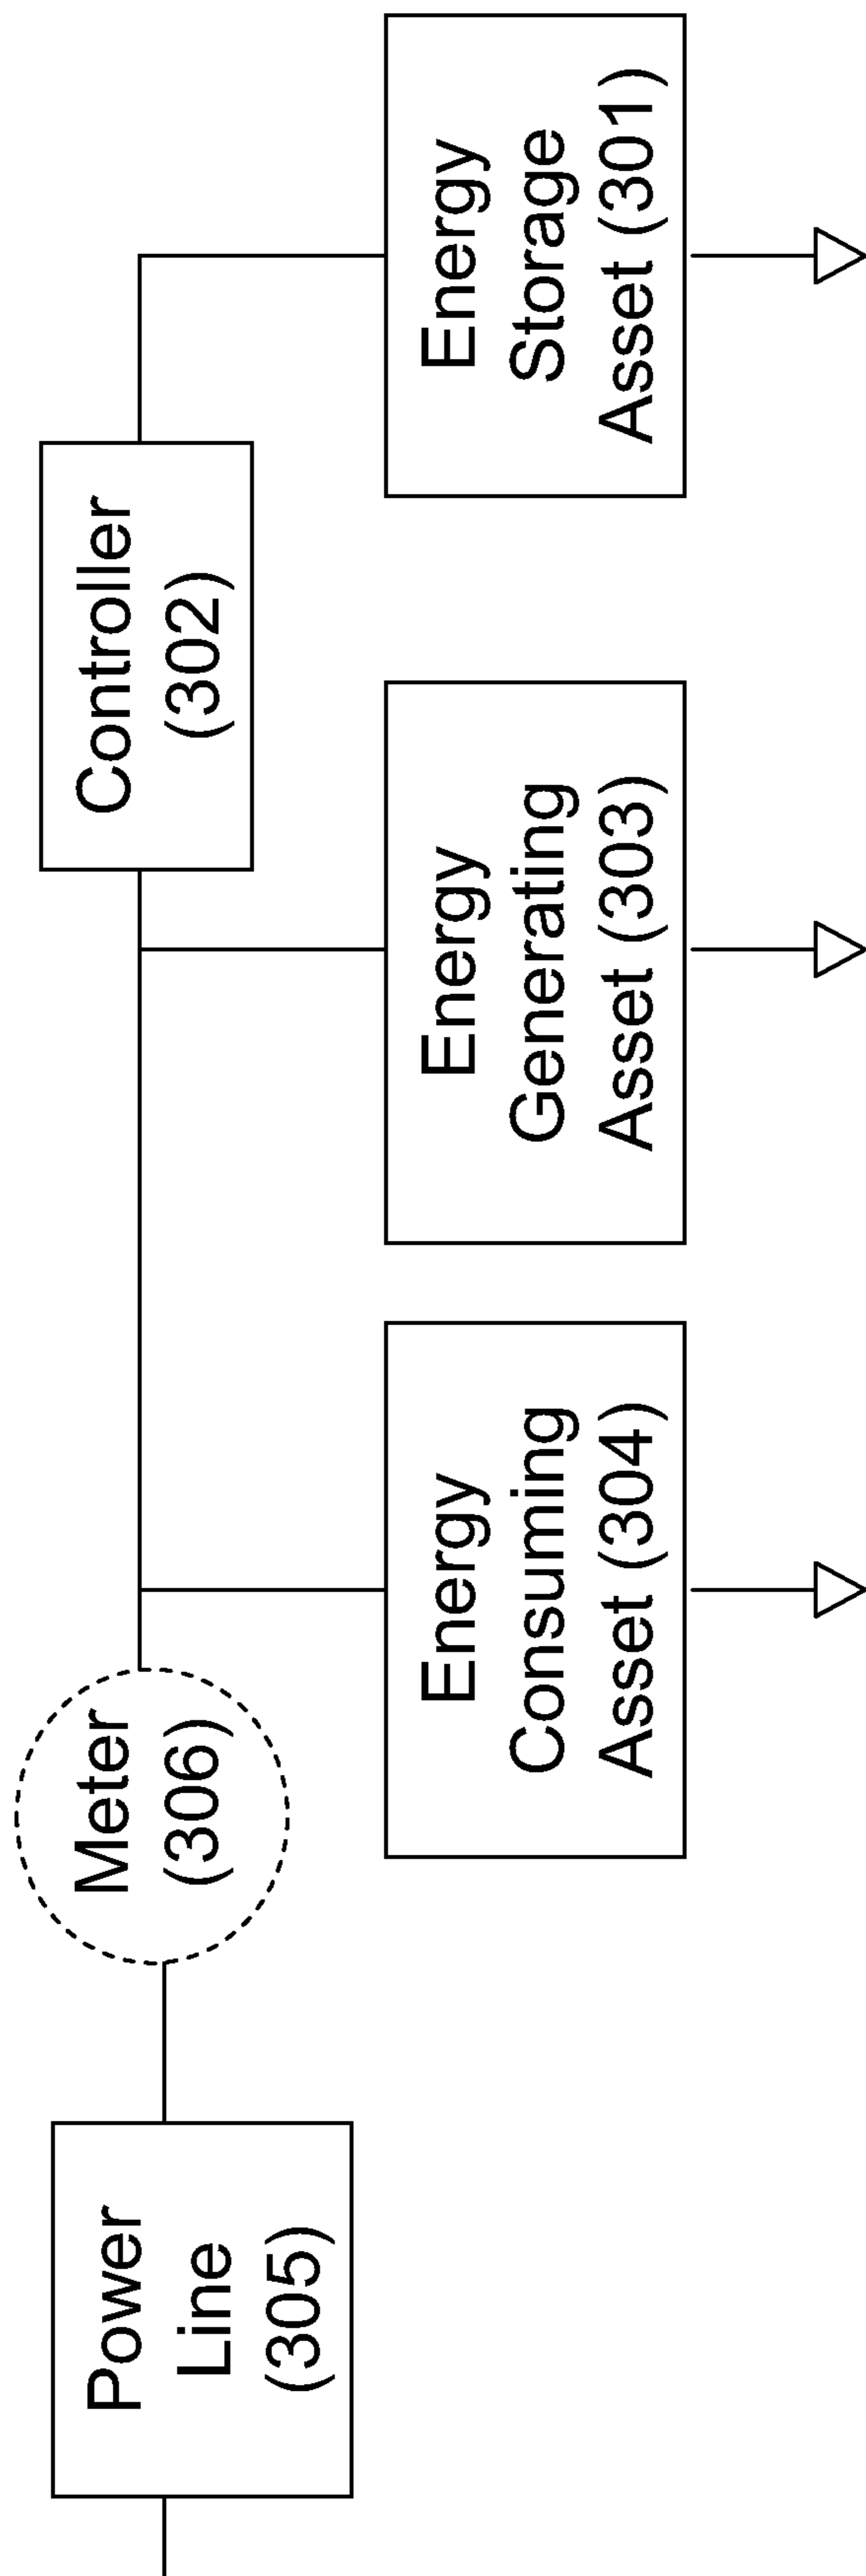 Power
Line
(305)
Meter
(306)
Controller
(302)
Energy
Consuming
Asset (304)
Energy
Generating
Asset (303)
Energy
Storage
Asset (301)